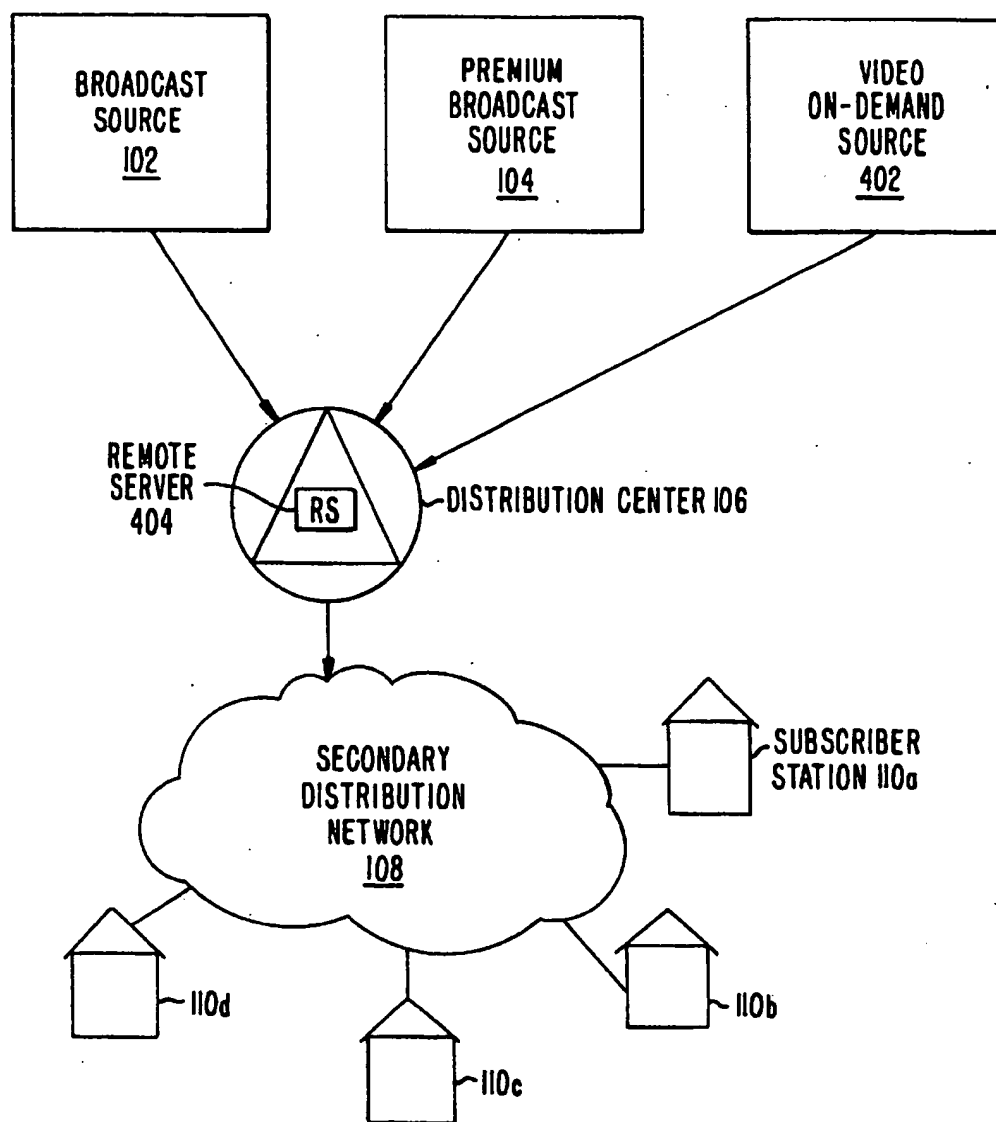 BROADCAST
SOURCE
102
PREMIUM
BROADCAST
SOURCE
104
VIDEO
ON-DEMAND
SOURCE
402
REMOTE
SERVER
404
RS
DISTRIBUTION CENTER 106
SECONDARY
DISTRIBUTION
NETWORK
108
SUBSCRIBER
STATION 110a
110d
110c
110b